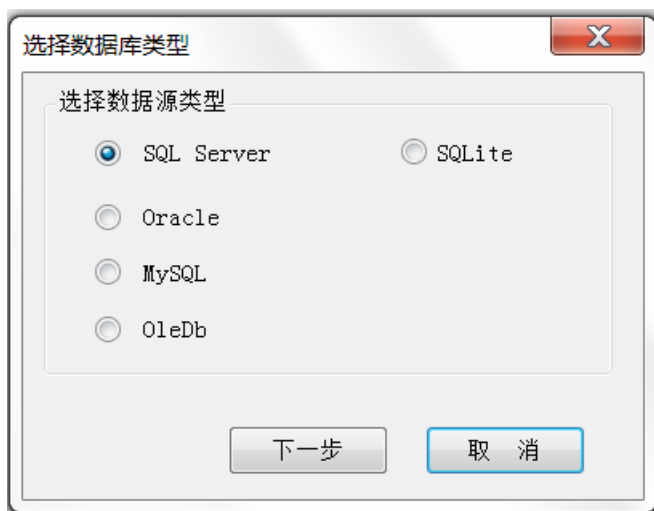 选择数据库类型
选择数据源类型
SQL Server
SQLite
Oracle
MySQL
OleDb
下一步
取 消